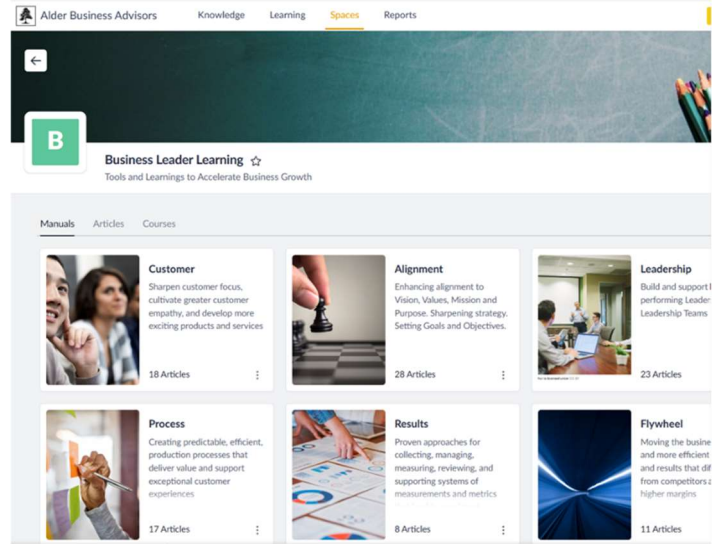 Alder Business Advisors
Knowledge Learning Spaces Reports
B
Business Leader Learning
Tools and Learnings to Accelerate Business Growth
Manuals Articles Courses
Customer
Sharpen customer focus,
cultivate greater customer
empathy, and develop more
exciting products and services
18 Articles
Alignment
Enhancing alignment to
Vision, Values, Mission and
Purpose. Sharpening strategy.
Setting Goals and Objectives.
28 Articles
Leadership
Build and support
performing Leader
Leadership Teams
23 Articles
Process
Creating predictable, efficient,
production processes that
deliver value and support
exceptional customer
experiences
17 Articles
Results
Proven approaches for
collecting, managing,
measuring, reviewing, and
supporting systems of
measurements and metrics
8 Articles
Flywheel
Moving the busine
and more efficient
and results that dif
from competitors
higher margins
11 Articles